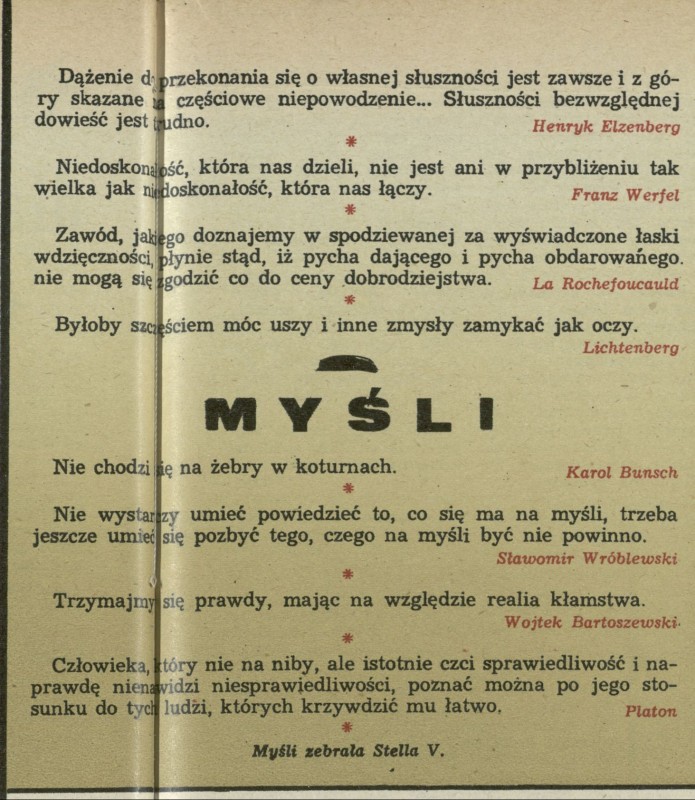 Dążenie do przekonania się o własnej słuszności jest zawsze i z gó-
ry skazane na częściowe niepowodzenie... Słuszności bezwzględnej
dowieść jest trudno.
Henryk Elzenberg
*
Niedoskonałość, która nas dzieli, nie jest ani w przybliżeniu tak
wielka jak niedoskonałość, która nas łączy.
Franz Werfel
*
Zawód, jakiego doznajemy w spodziewanej za wyświadczone łaski
wdzięczności, płynie stąd, iż pycha dającego i pycha obdarowanego
nie mogą się zgodzić co do ceny dobrodziejstwa.
La Rochefoucauld
*
Byłoby szczęściem móc uszy i inne zmysły zamykać jak oczy.
Lichtenberg
MYŚLI
Nie chodzi się na żebry w koturnach.
Karol Bunsch
*
Nie wystarczy umieć powiedzieć to, co się ma na myśli, trzeba
jeszcze umieć się pozbyć tego, czego na myśli być nie powinno.
Sławomir Wróblewski
*
Trzymajmy się prawdy, mając na względzie realia kłamstwa.
Wojtek Bartoszewski
*
Człowieka, który nie na niby, ale istotnie czci sprawiedliwość i na-
prawdę nienawidzi niesprawiedliwości, poznać można po jego sto-
sunku do tych ludzi, których krzywdzić mu łatwo.
Platon
*
Myśli zebrała Stella V.